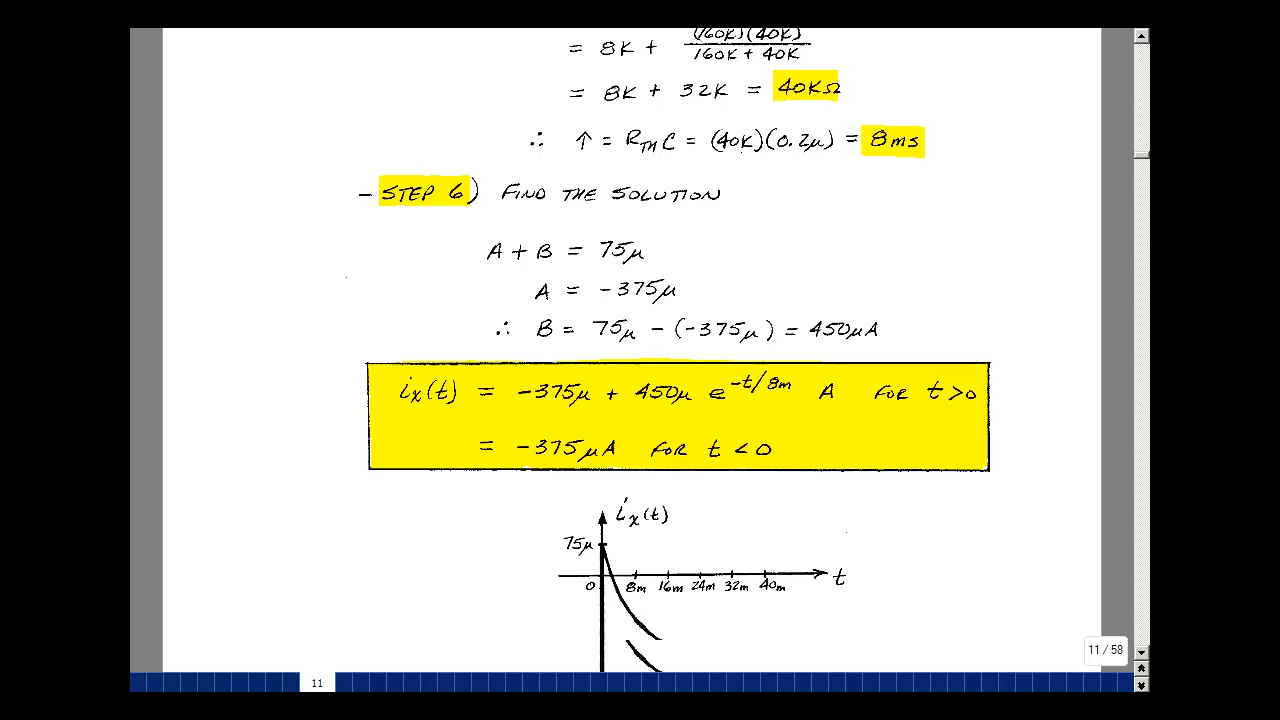 = 8K + (160K)(40K) / 160K + 40K
= 8K + 32K = 40KΩ
∴ τ = R_TH C = (40K)(0.2μ) = 8ms
- STEP 6) FIND THE SOLUTION
A + B = 75μ
A = -375μ
∴ B = 75μ - (-375μ) = 450μA
i_x(t) = -375μ + 450μ e^-t/8m A FOR t > 0
= -375μA FOR t < 0
i_x(t)
75μ
0 8m 16m 24m 32m 40m t
11 / 58
11